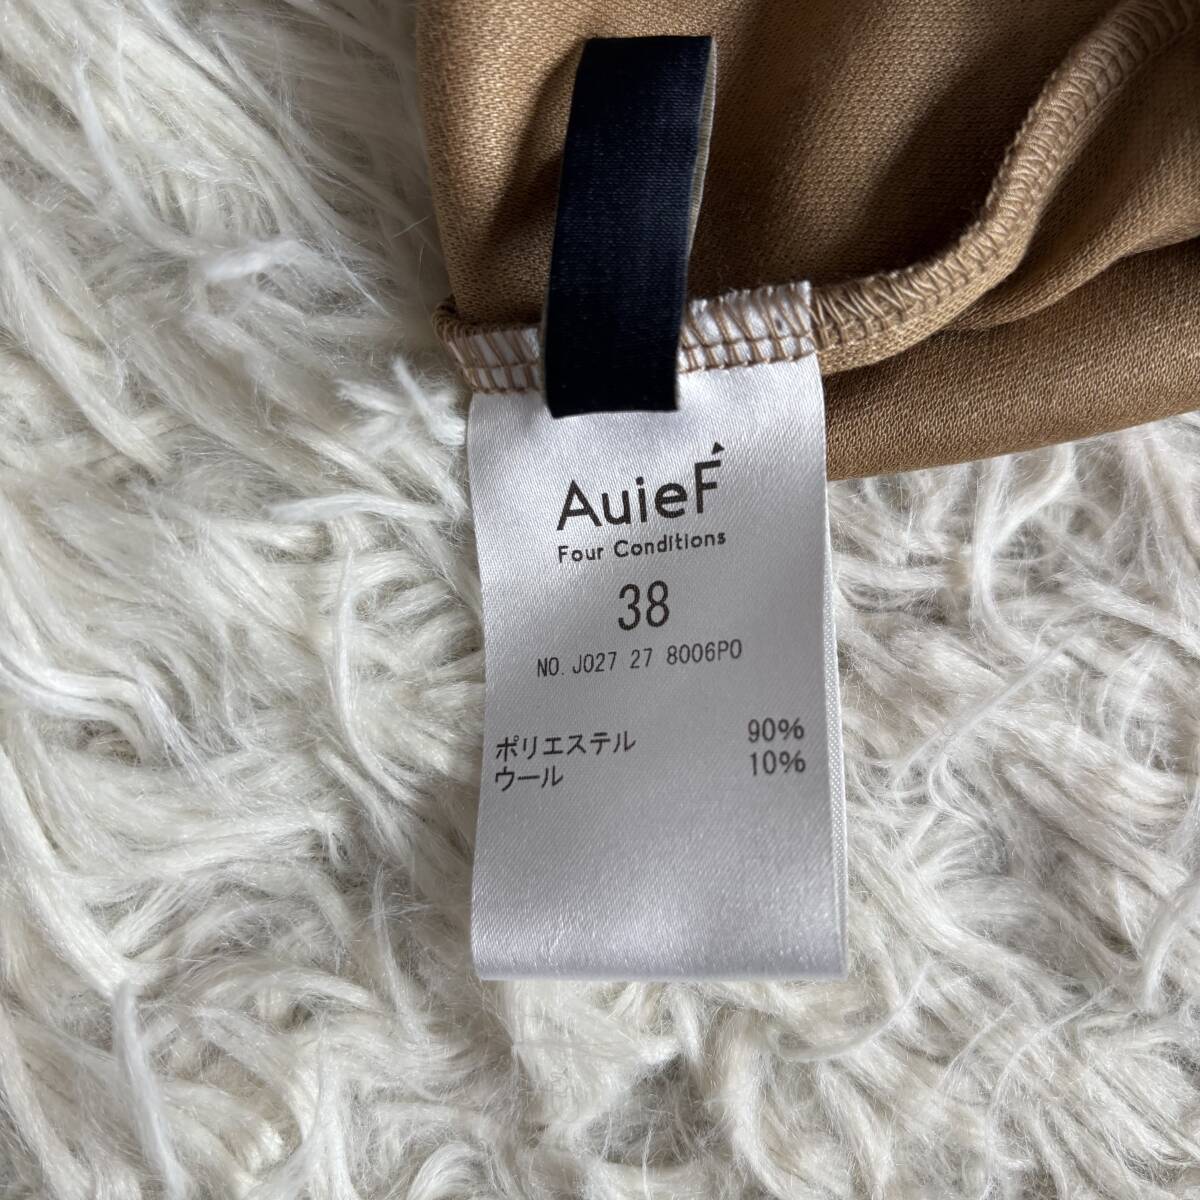 AuieF
Four Conditions
38
NO. J027 27 8006PO
ポリエステル 90%
ウール 10%